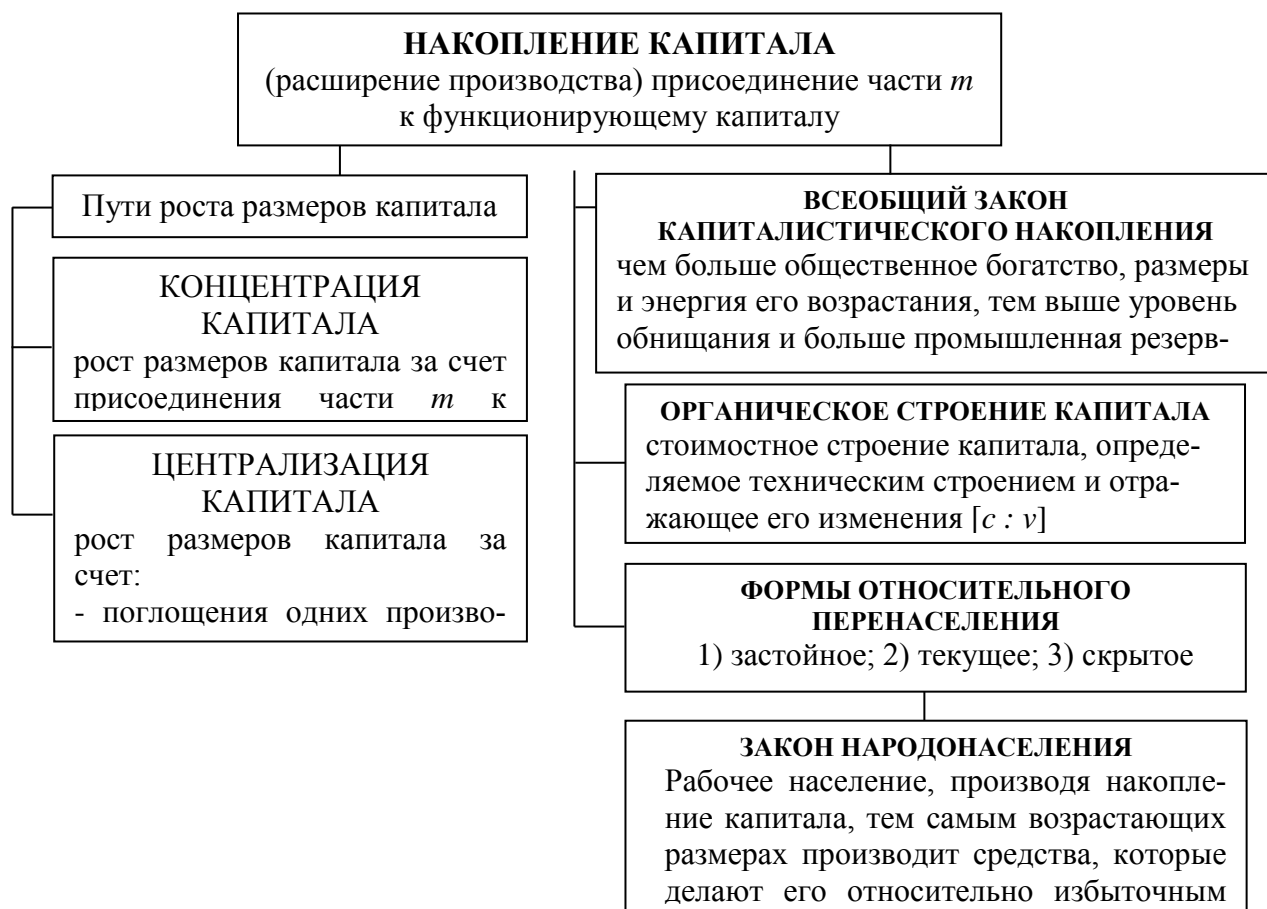 НАКОПЛЕНИЕ КАПИТАЛА
(расширение производства) присоединение части m
к функционирующему капиталу
Пути роста размеров капитала
КОНЦЕНТРАЦИЯ
КАПИТАЛА
рост размеров капитала за счет
присоединения части m к
ЦЕНТРАЛИЗАЦИЯ
КАПИТАЛА
рост размеров капитала за
счет:
- поглощения одних произво-
ВСЕОБЩИЙ ЗАКОН
КАПИТАЛИСТИЧЕСКОГО НАКОПЛЕНИЯ
чем больше общественное богатство, размеры
и энергия его возрастания, тем выше уровень
обнищания и больше промышленная резерв-
ОРГАНИЧЕСКОЕ СТРОЕНИЕ КАПИТАЛА
стоимостное строение капитала, опреде-
ляемое техническим строением и отра-
жающее его изменения [c : v]
ФОРМЫ ОТНОСИТЕЛЬНОГО
ПЕРЕНАСЕЛЕНИЯ
1) застойное; 2) текущее; 3) скрытое
ЗАКОН НАРОДОНАСЕЛЕНИЯ
Рабочее население, производя накопле-
ние капитала, тем самым возрастающих
размерах производит средства, которые
делают его относительно избыточным